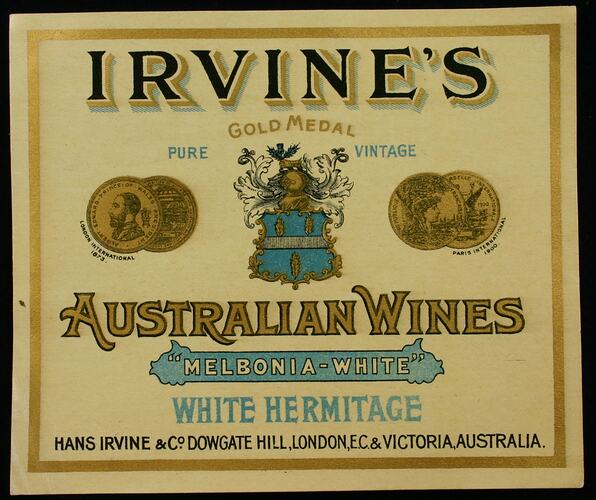 IRVINE'S
GOLD MEDAL
PURE VINTAGE
LONDON INTERNATIONAL 1873.
PARIS INTERNATIONAL 1900.
AUSTRALIAN WINES
"MELBONIA-WHITE"
WHITE HERMITAGE
HANS IRVINE & Co. DOWGATE HILL, LONDON, E.C. & VICTORIA, AUSTRALIA.